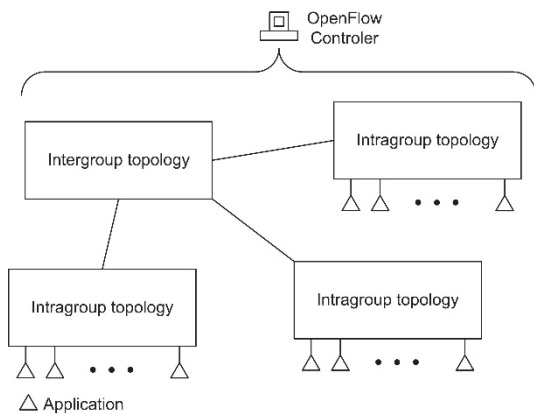 OpenFlow
Controler
Intergroup topology
Intragroup topology
Intragroup topology
Intragroup topology
Application